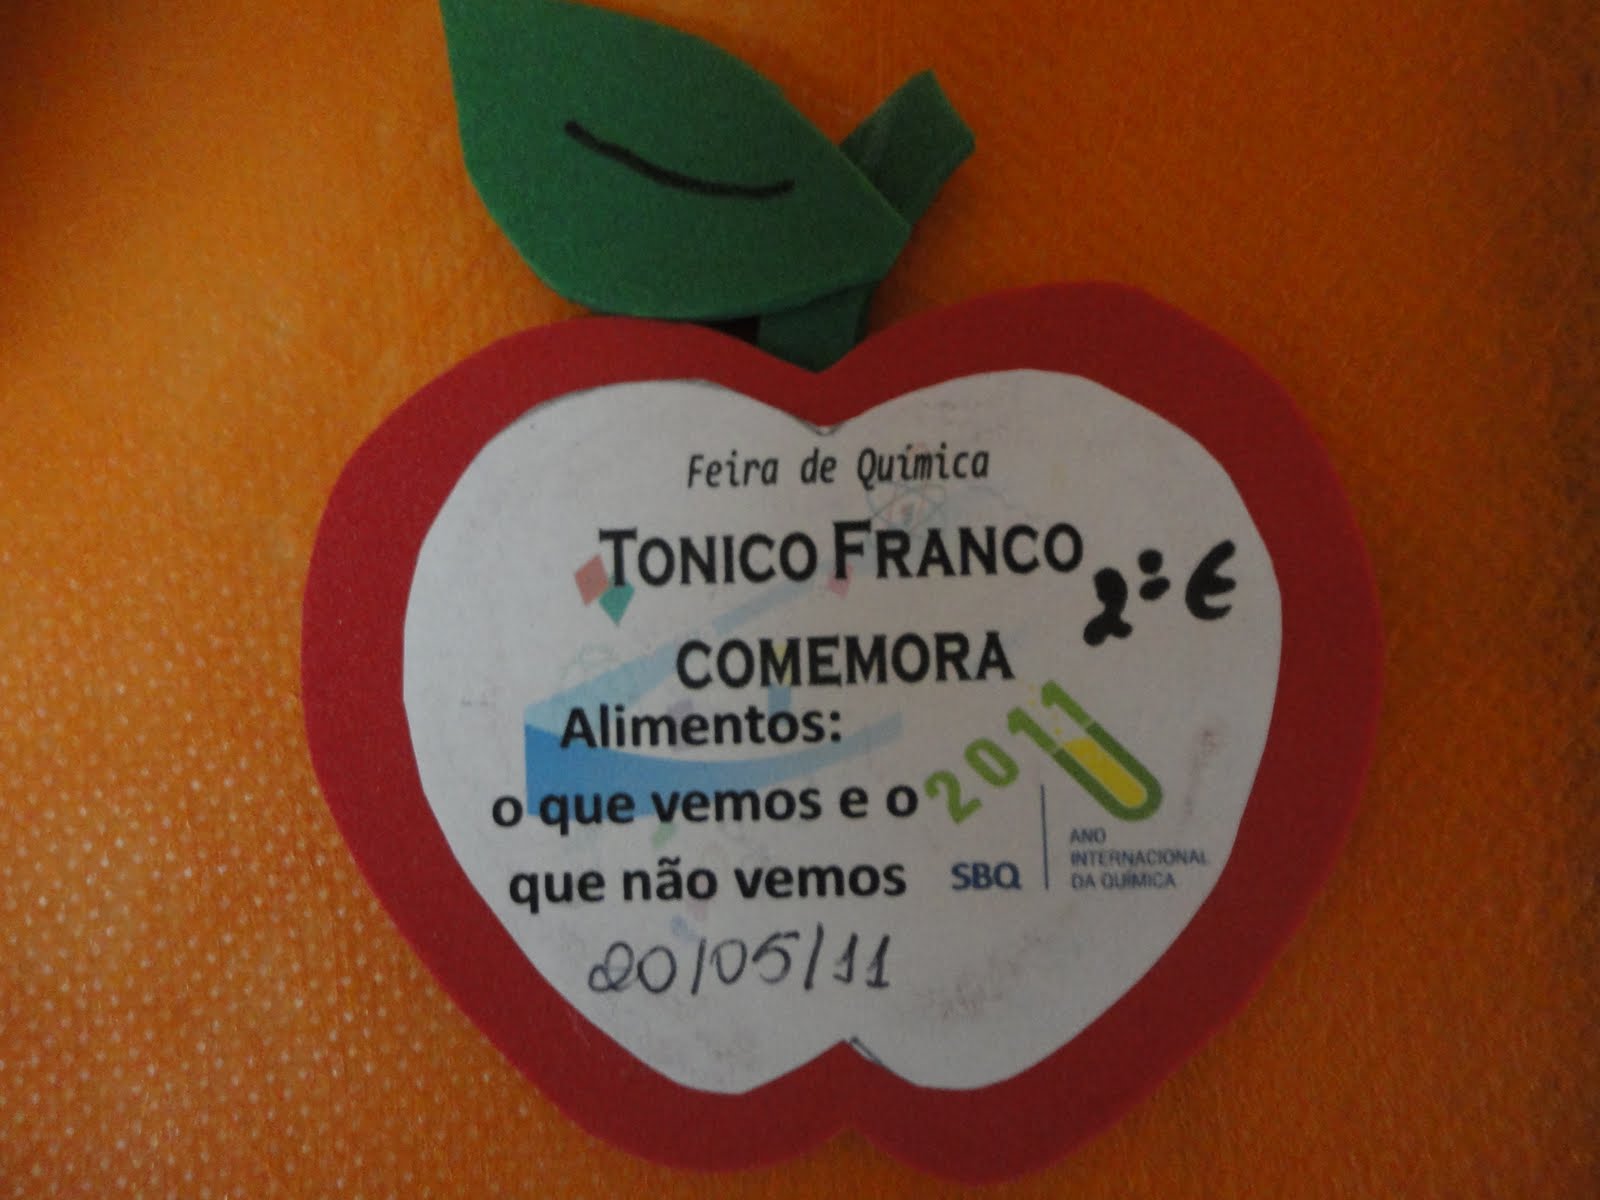 Feira de Química
TONICO FRANCO
2º E
COMEMORA
Alimentos:
o que vemos e o
que não vemos
2011
SBQ
ANO
INTERNACIONAL
DA QUÍMICA
20/05/11